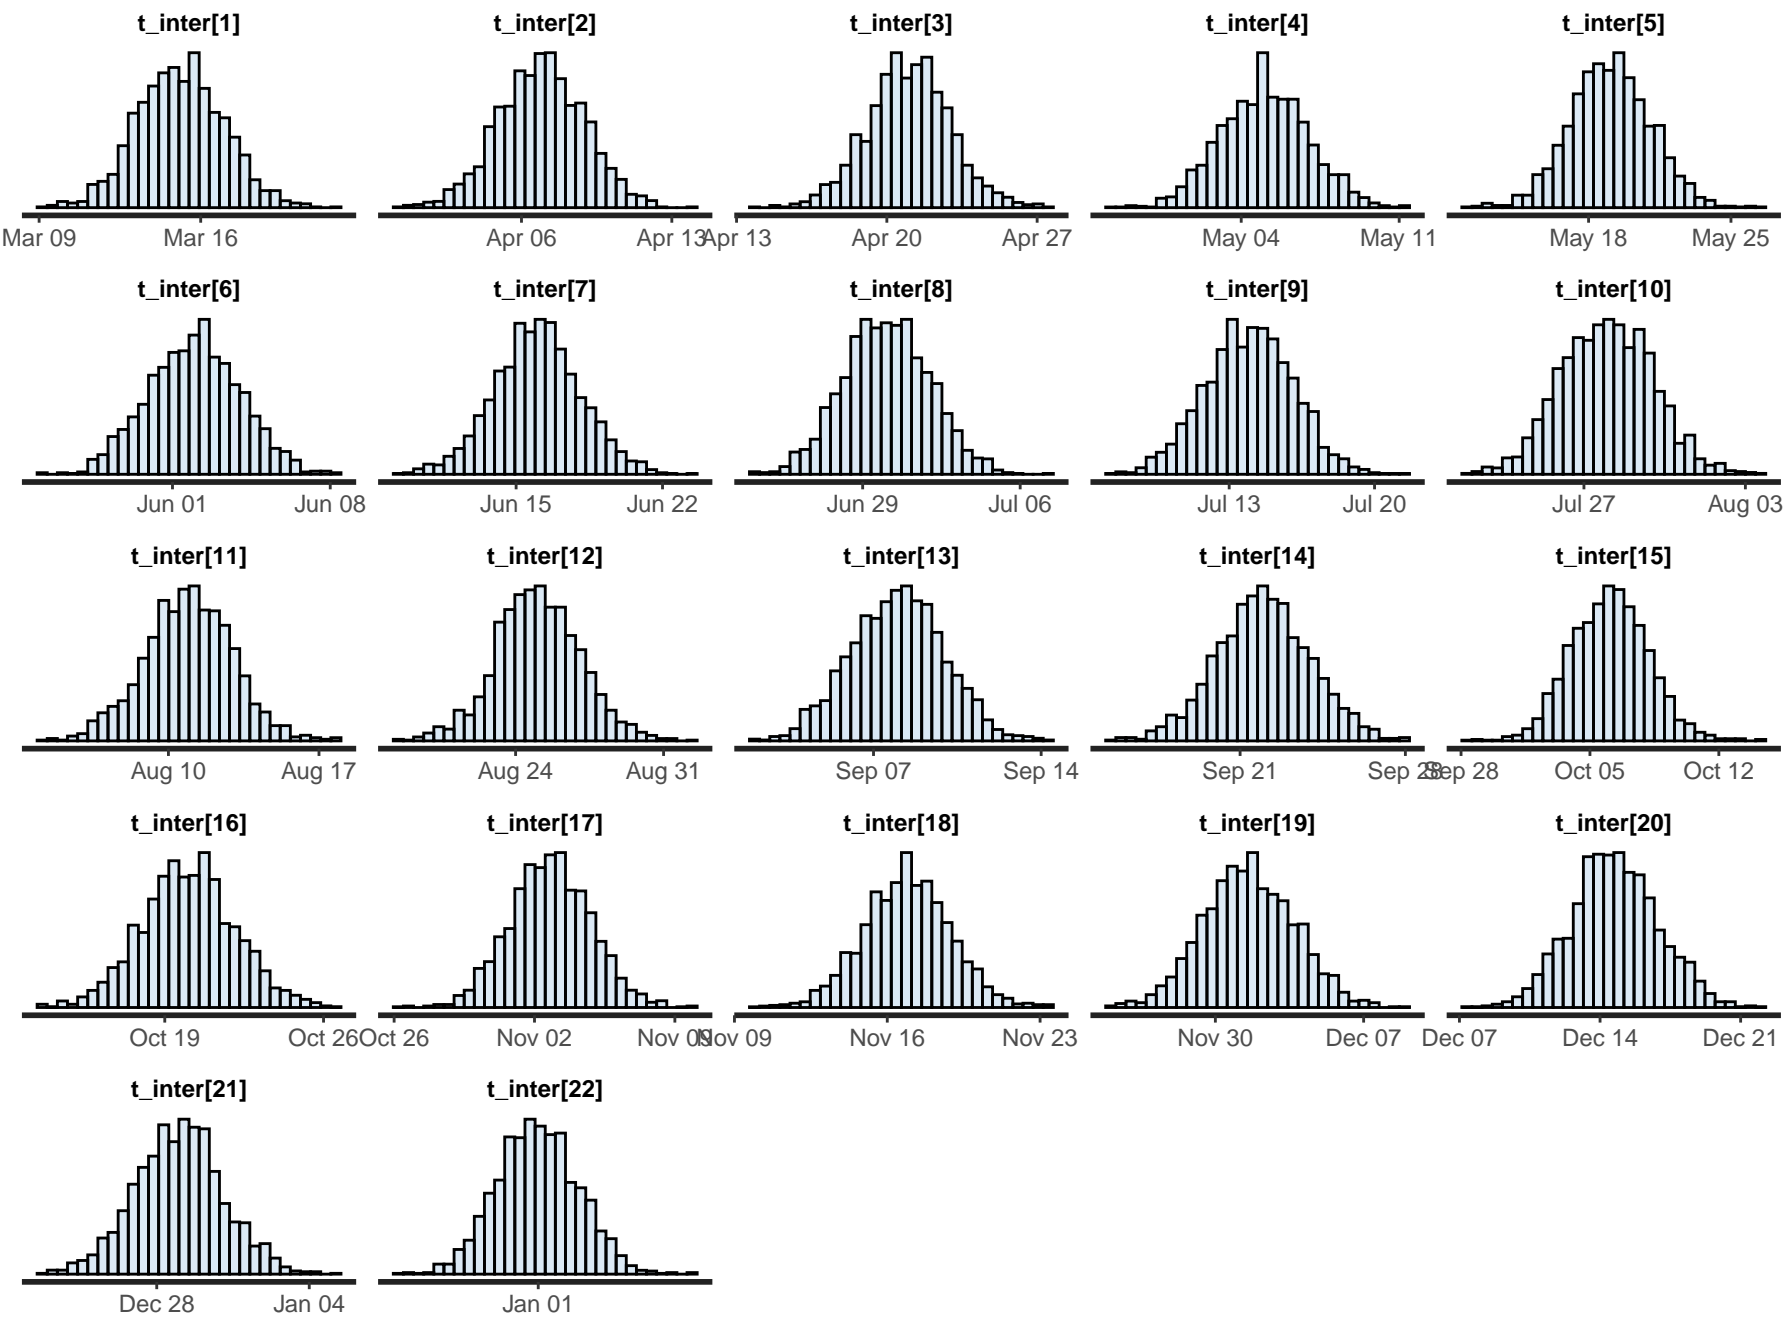 t_inter[1] t_inter[2] t_inter[3] t_inter[4] t_inter[5]
Mar 09 Mar 16 Apr 06 Apr 13 Apr 13 Apr 20 Apr 27 May 04 May 11 May 18 May 25
t_inter[6] t_inter[7] t_inter[8] t_inter[9] t_inter[10]
Jun 01 Jun 08 Jun 15 Jun 22 Jun 29 Jul 06 Jul 13 Jul 20 Jul 27 Aug 03
t_inter[11] t_inter[12] t_inter[13] t_inter[14] t_inter[15]
Aug 10 Aug 17 Aug 24 Aug 31 Sep 07 Sep 14 Sep 21 Sep 28 Sep 28 Oct 05 Oct 12
t_inter[16] t_inter[17] t_inter[18] t_inter[19] t_inter[20]
Oct 19 Oct 26 Oct 26 Nov 02 Nov 09 Nov 09 Nov 16 Nov 23 Nov 30 Dec 07 Dec 07 Dec 14 Dec 21
t_inter[21] t_inter[22]
Dec 28 Jan 04 Jan 01